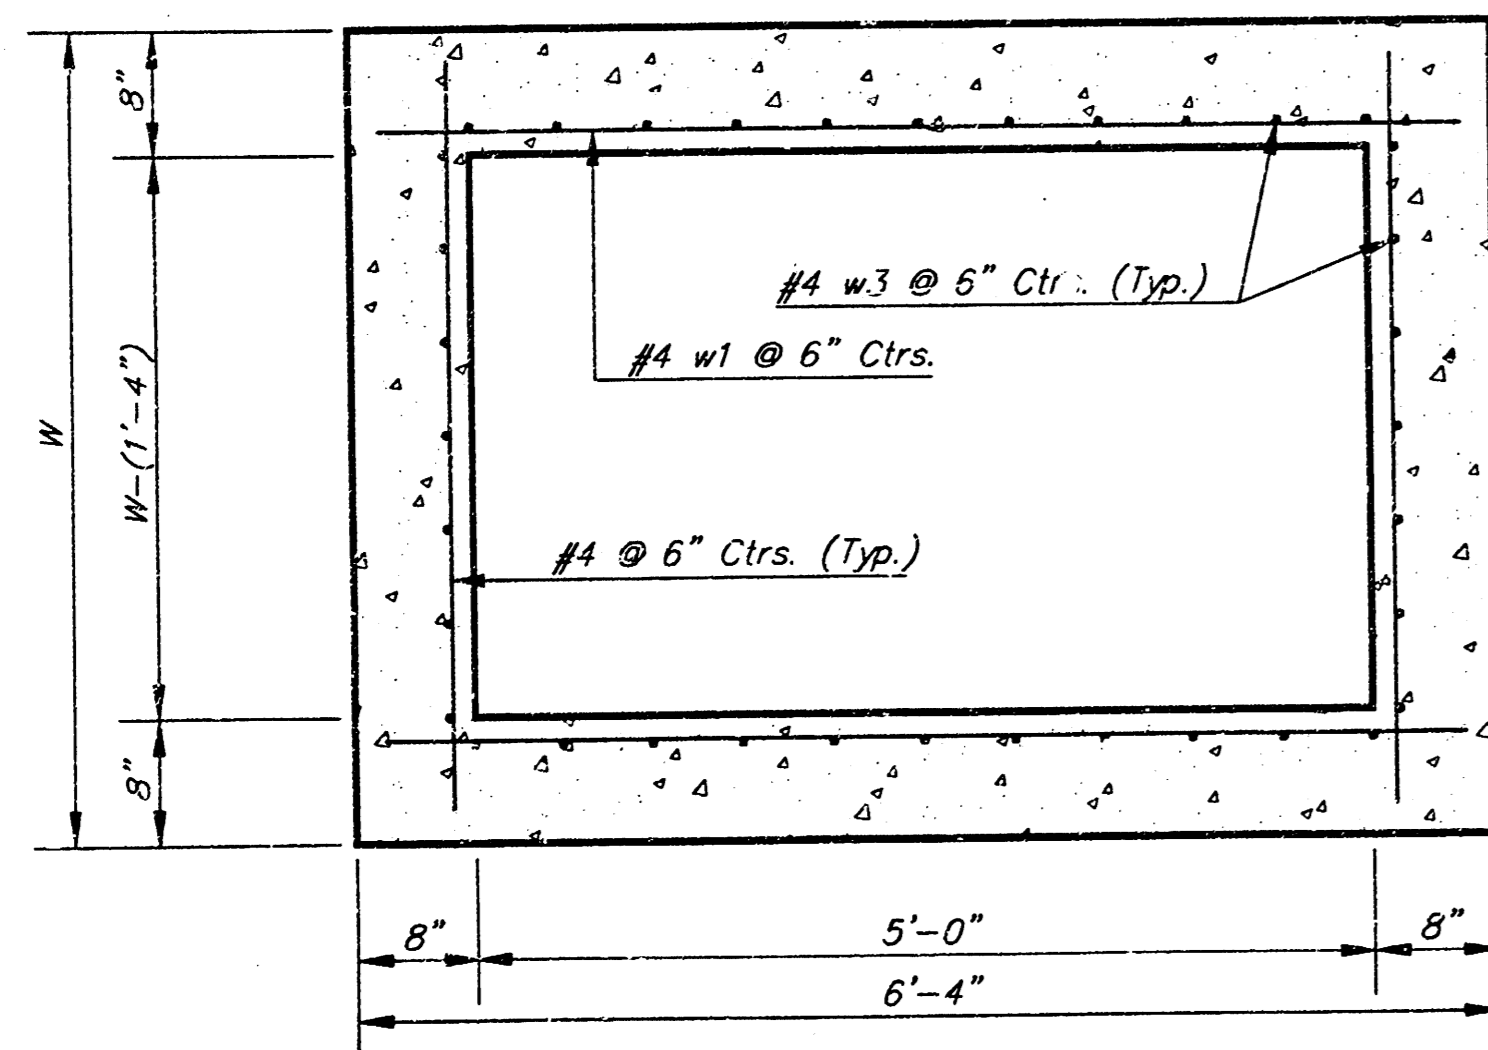 8"
#4 w3 @ 6" Ctrs. (Typ.)
#4 w1 @ 6" Ctrs.
W
W-(1'-4")
#4 @ 6" Ctrs. (Typ.)
8"
8"
5'-0"
8"
6'-4"